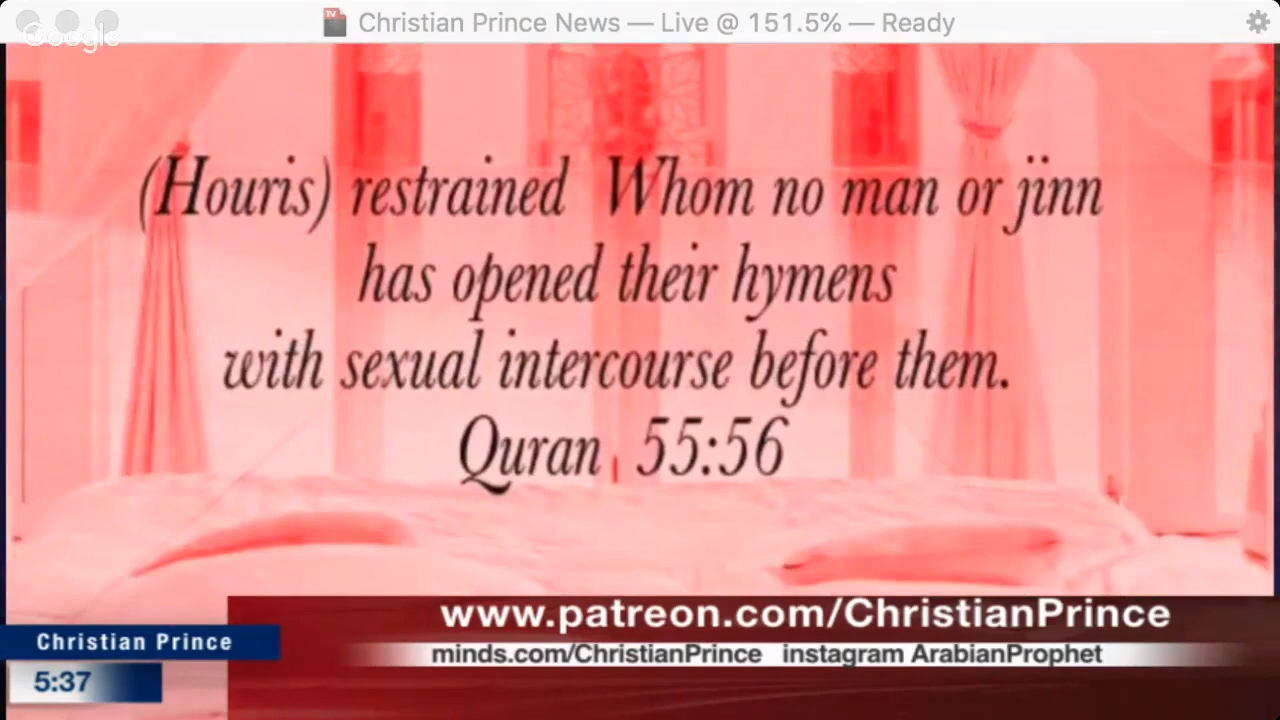 Christian Prince News — Live @ 151.5% — Ready
Google
(Houris) restrained Whom no man or jinn
has opened their hymens
with sexual intercourse before them.
Quran 55:56
www.patreon.com/ChristianPrince
Christian Prince
minds.com/ChristianPrince instagram ArabianProphet
5:37